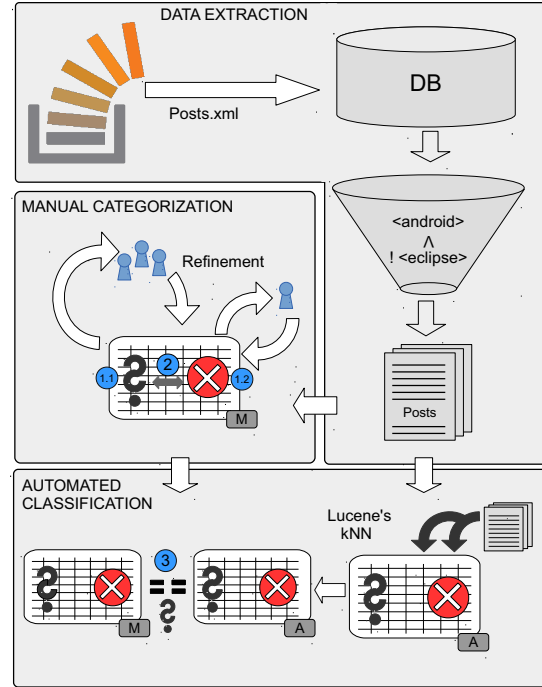 DATA EXTRACTION
Posts.xml
DB
<android>
Λ
! <eclipse>
Posts
MANUAL CATEGORIZATION
Refinement
1.1
2
1.2
M
AUTOMATED
CLASSIFICATION
Lucene's
kNN
3
M
A
A